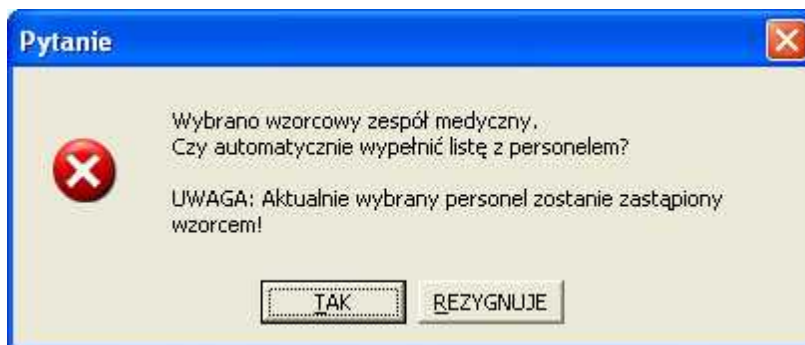 Pytanie
Wybrano wzorcowy zespół medyczny.
Czy automatycznie wypełnić listę z personelem?
UWAGA: Aktualnie wybrany personel zostanie zastąpiony
wzorcem!
TAK
REZYGNUJE